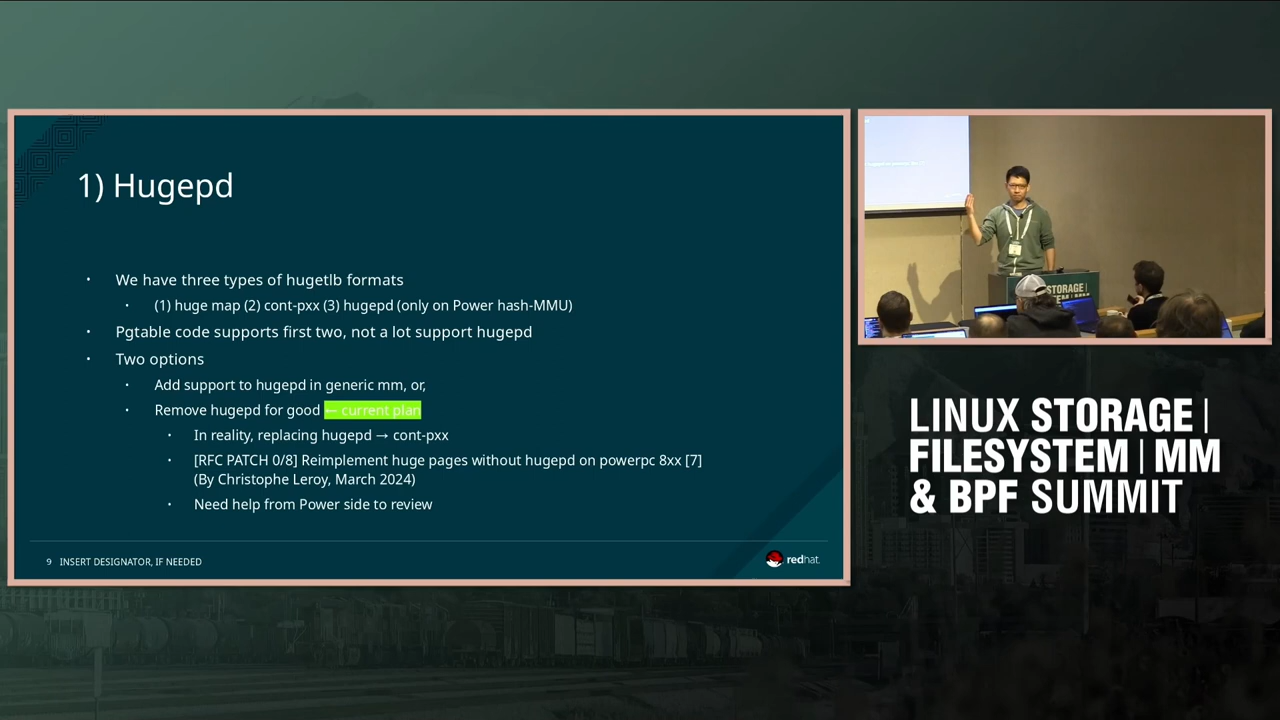 1) Hugepd
· We have three types of hugetlb formats
· (1) huge map (2) cont-pxx (3) hugepd (only on Power hash-MMU)
· Pgtable code supports first two, not a lot support hugepd
· Two options
· Add support to hugepd in generic mm, or,
· Remove hugepd for good ← current plan
· In reality, replacing hugepd → cont-pxx
· [RFC PATCH 0/8] Reimplement huge pages without hugepd on powerpc 8xx [7]
(By Christophe Leroy, March 2024)
· Need help from Power side to review
9 INSERT DESIGNATOR, IF NEEDED
redhat.
STORAGE |
LINUX STORAGE |
FILESYSTEM | MM
& BPF SUMMIT